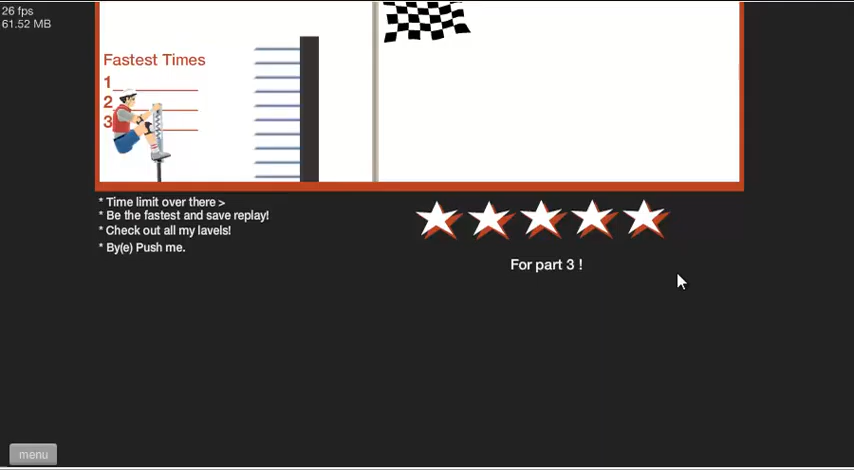 26 fps
61.52 MB
Fastest Times
1
2
3
* Time limit over there >
* Be the fastest and save replay!
* Check out all my lavels!
* By(e) Push me.
For part 3 !
menu